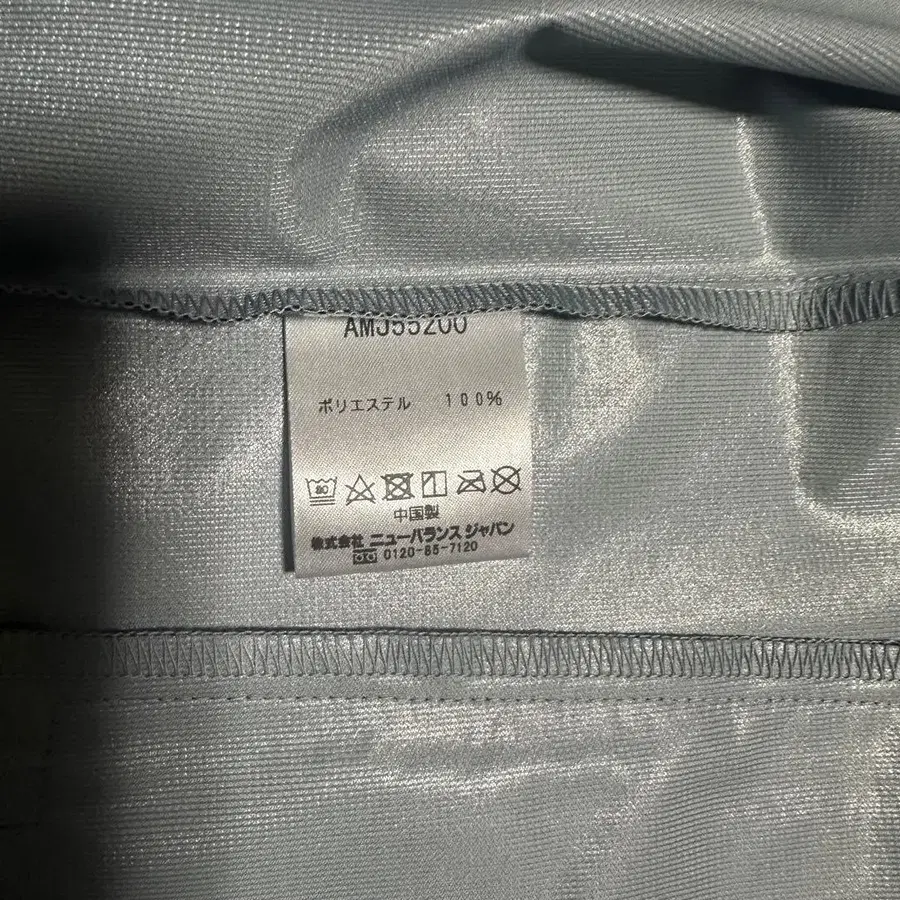 AMJ55200
ポリエステル 100%
中国製
株式会社 ニューバランス ジャパン
0120-85-7120